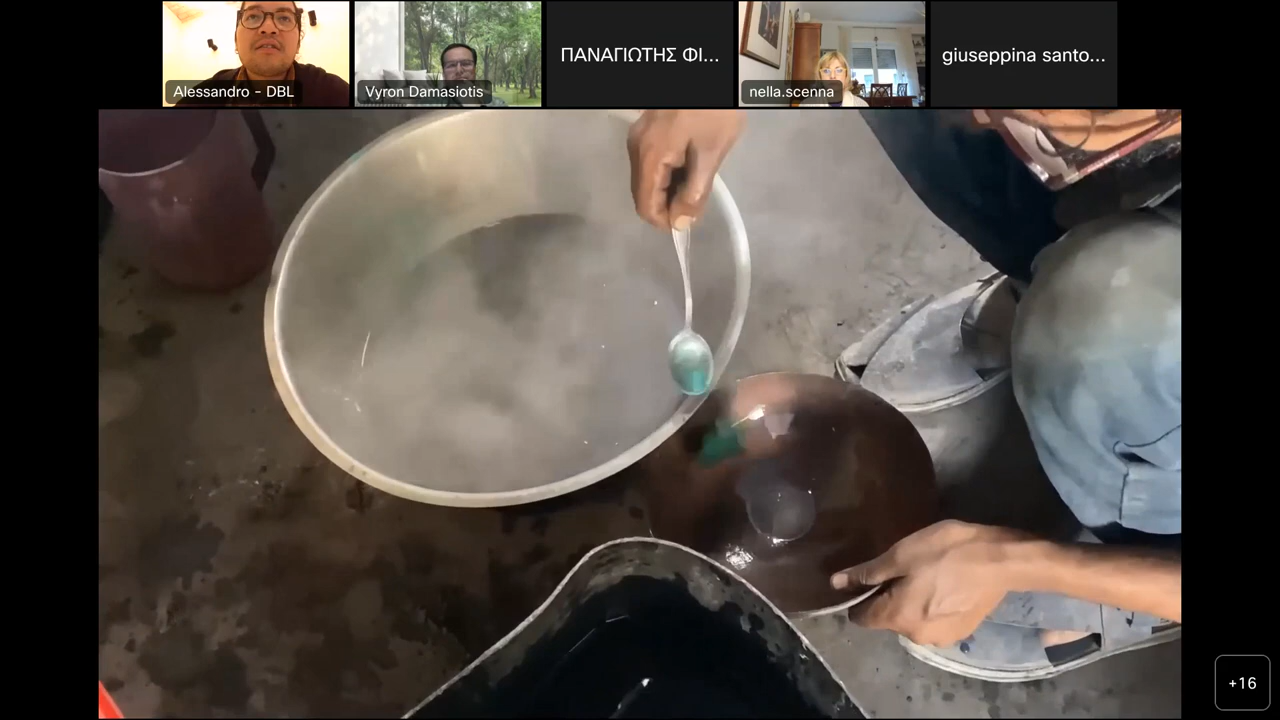 Alessandro - DBL
Vyron Damasiotis
ΠΑΝΑΓΙΩΤΗΣ ΦΙ...
nella.scenna
giuseppina santo...
+16